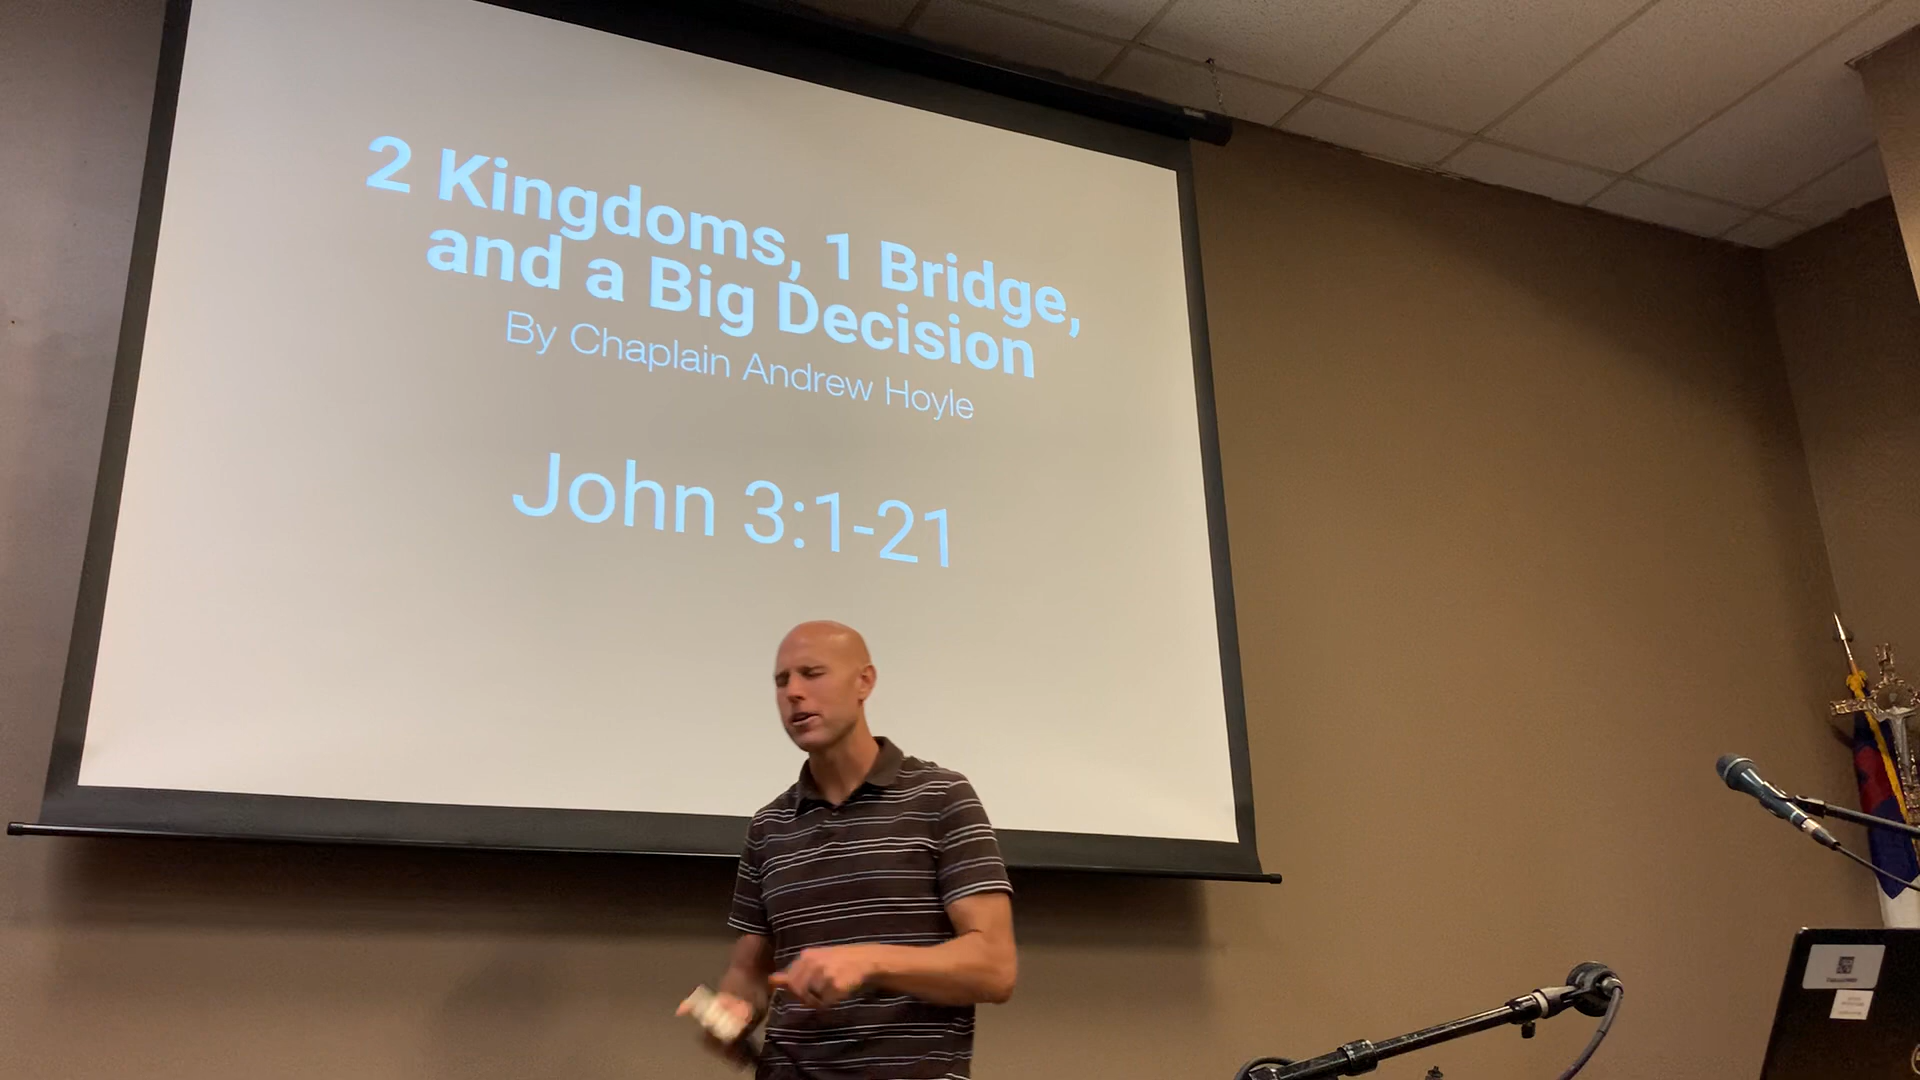 2 Kingdoms, 1 Bridge,
and a Big Decision
By Chaplain Andrew Hoyle
John 3:1-21